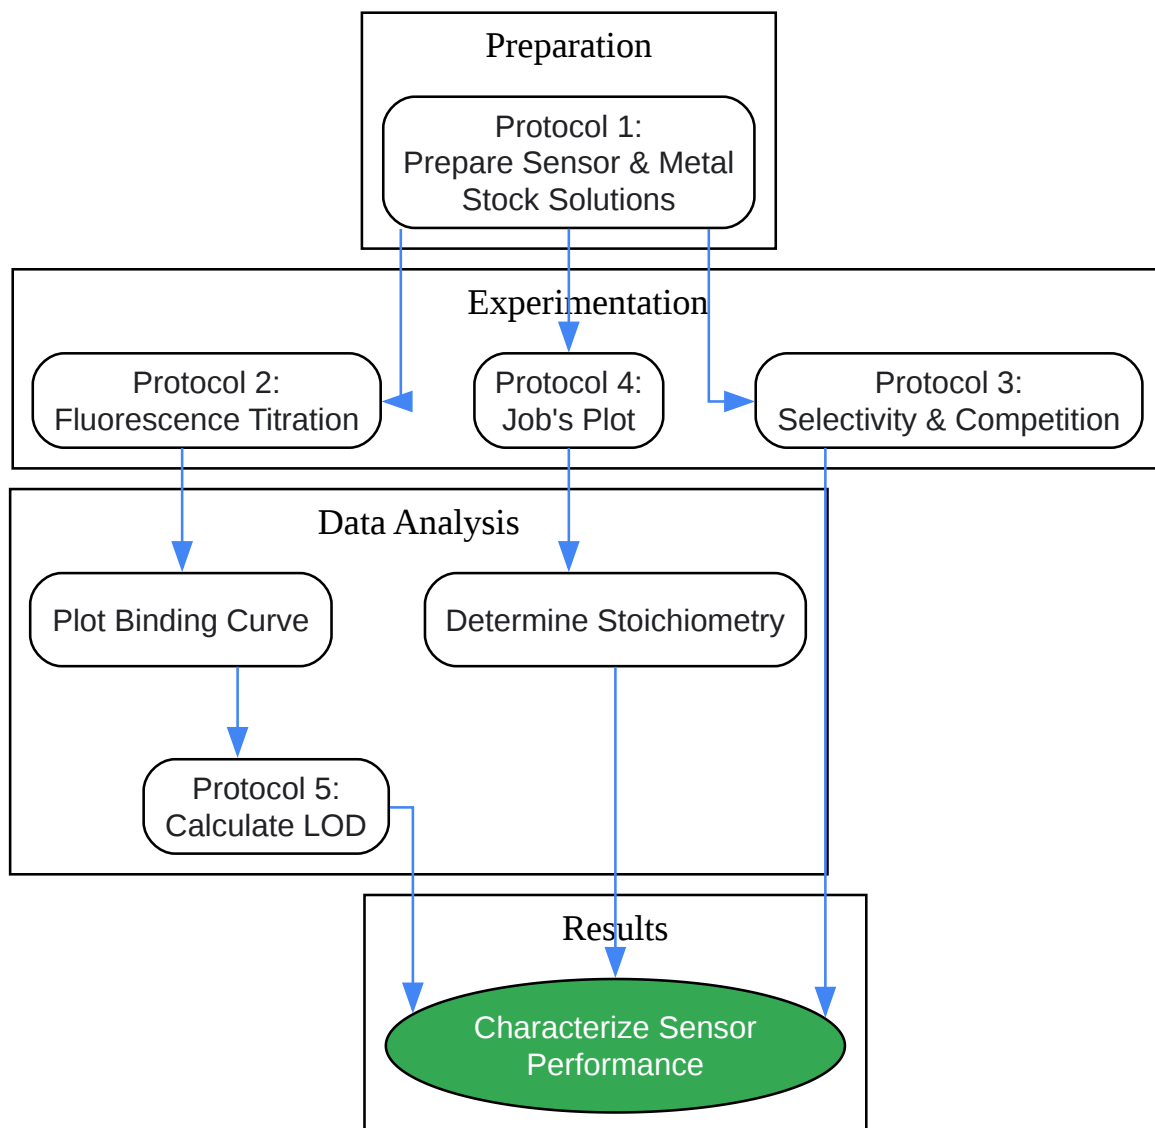 Preparation
Protocol 1:
Prepare Sensor & Metal
Stock Solutions
Experimentation
Protocol 2:
Fluorescence Titration
Protocol 4:
Job's Plot
Protocol 3:
Selectivity & Competition
Data Analysis
Plot Binding Curve
Determine Stoichiometry
Protocol 5:
Calculate LOD
Results
Characterize Sensor
Performance